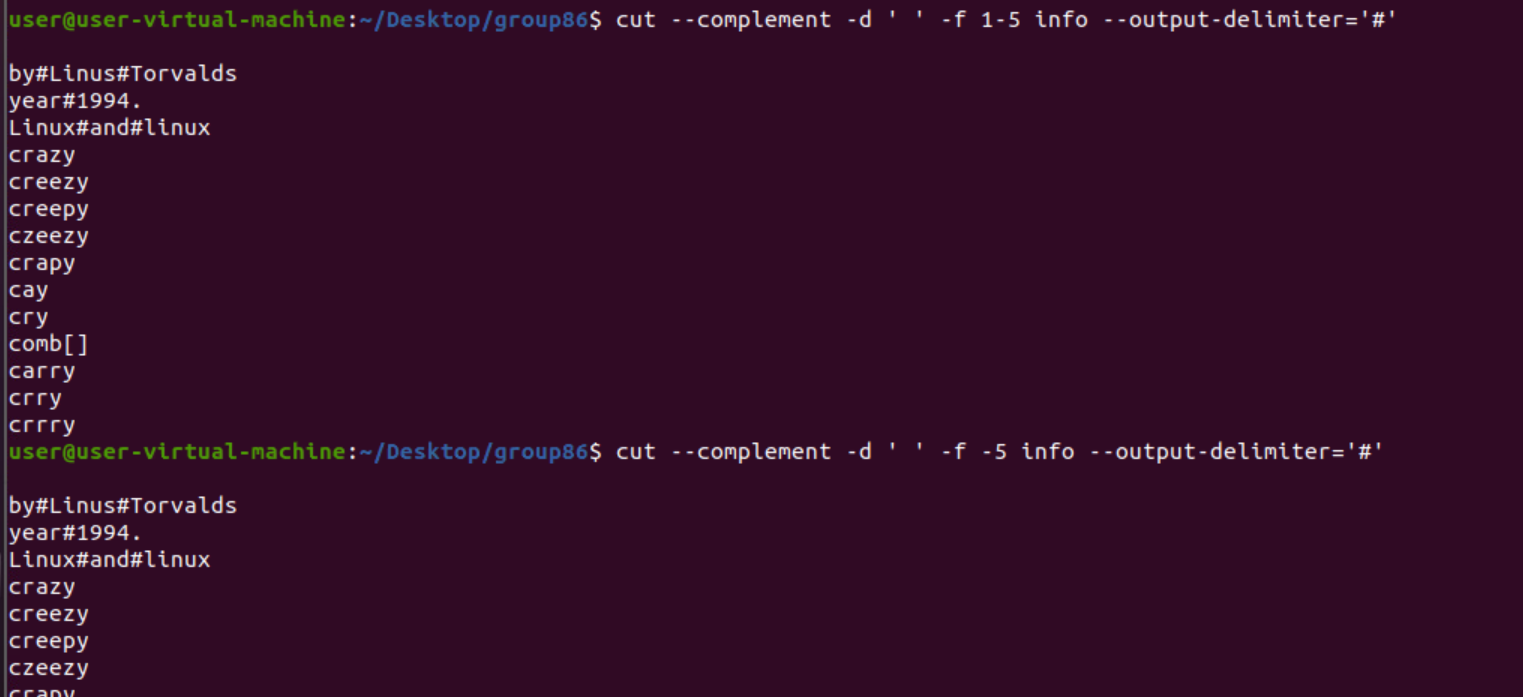 user@user-virtual-machine:~/Desktop/group86$ cut --complement -d ' ' -f 1-5 info --output-delimiter='#'
by#Linus#Torvalds
year#1994.
Linux#and#linux
crazy
creezy
creepy
czeezy
crapy
cay
cry
comb[]
carry
crry
crrry
user@user-virtual-machine:~/Desktop/group86$ cut --complement -d ' ' -f -5 info --output-delimiter='#'
by#Linus#Torvalds
year#1994.
Linux#and#linux
crazy
creezy
creepy
czeezy
crapy